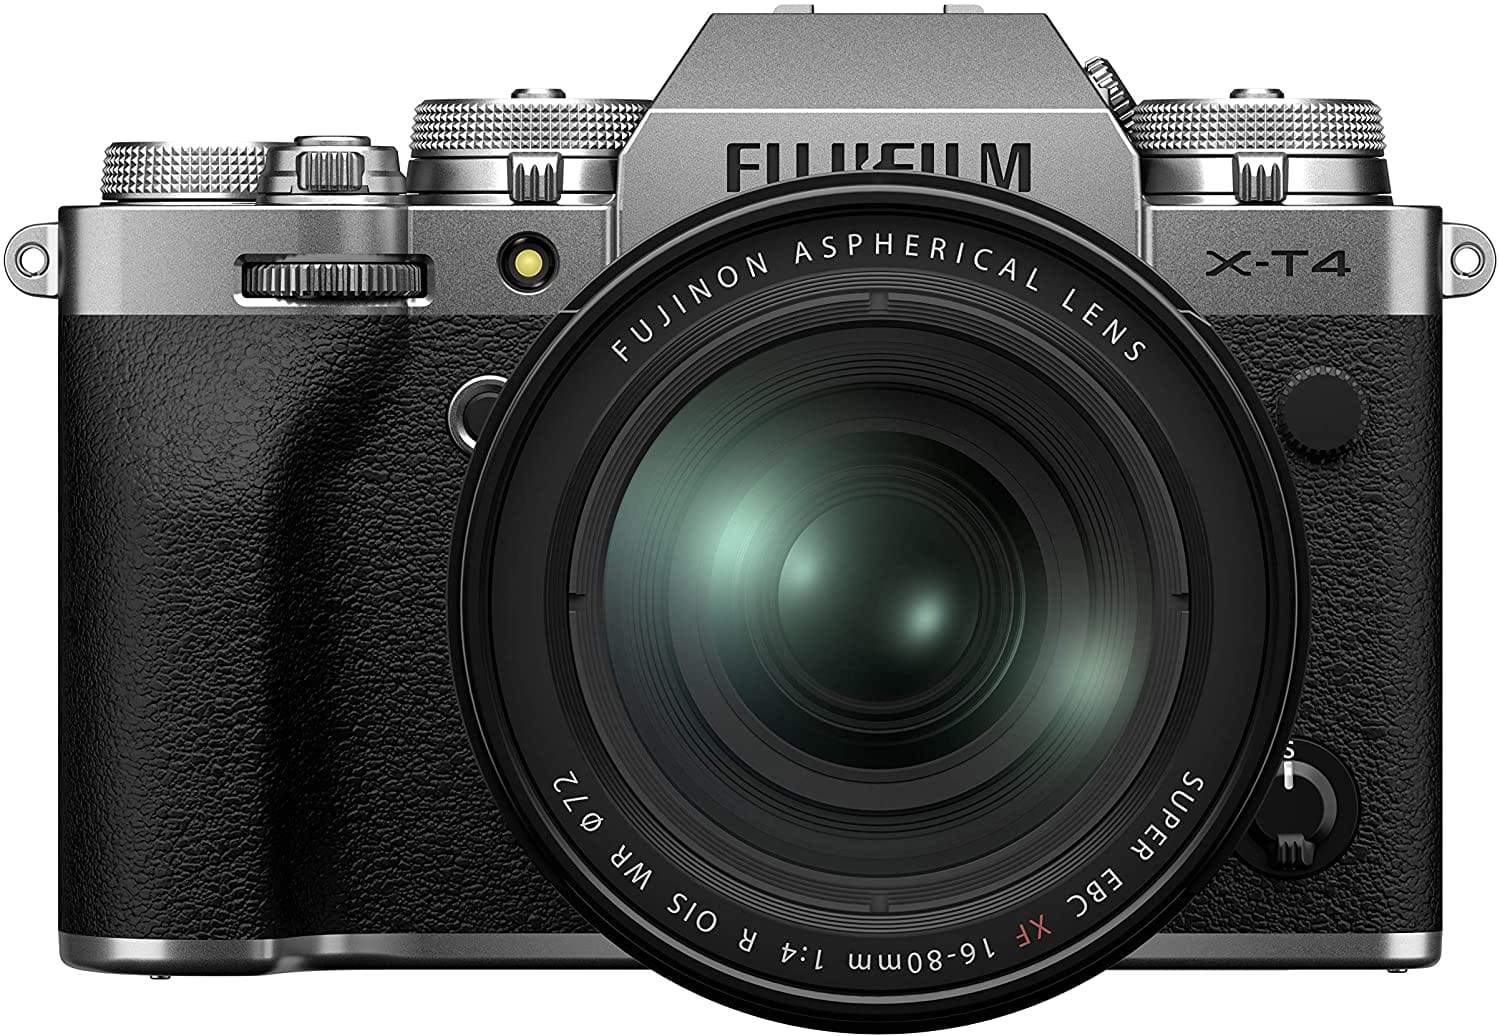 FUJIFILM
X-T4
FUJINON ASPHERICAL LENS
SUPER EBC XF 16-80mm 1:4 R OIS WR Ø72
S